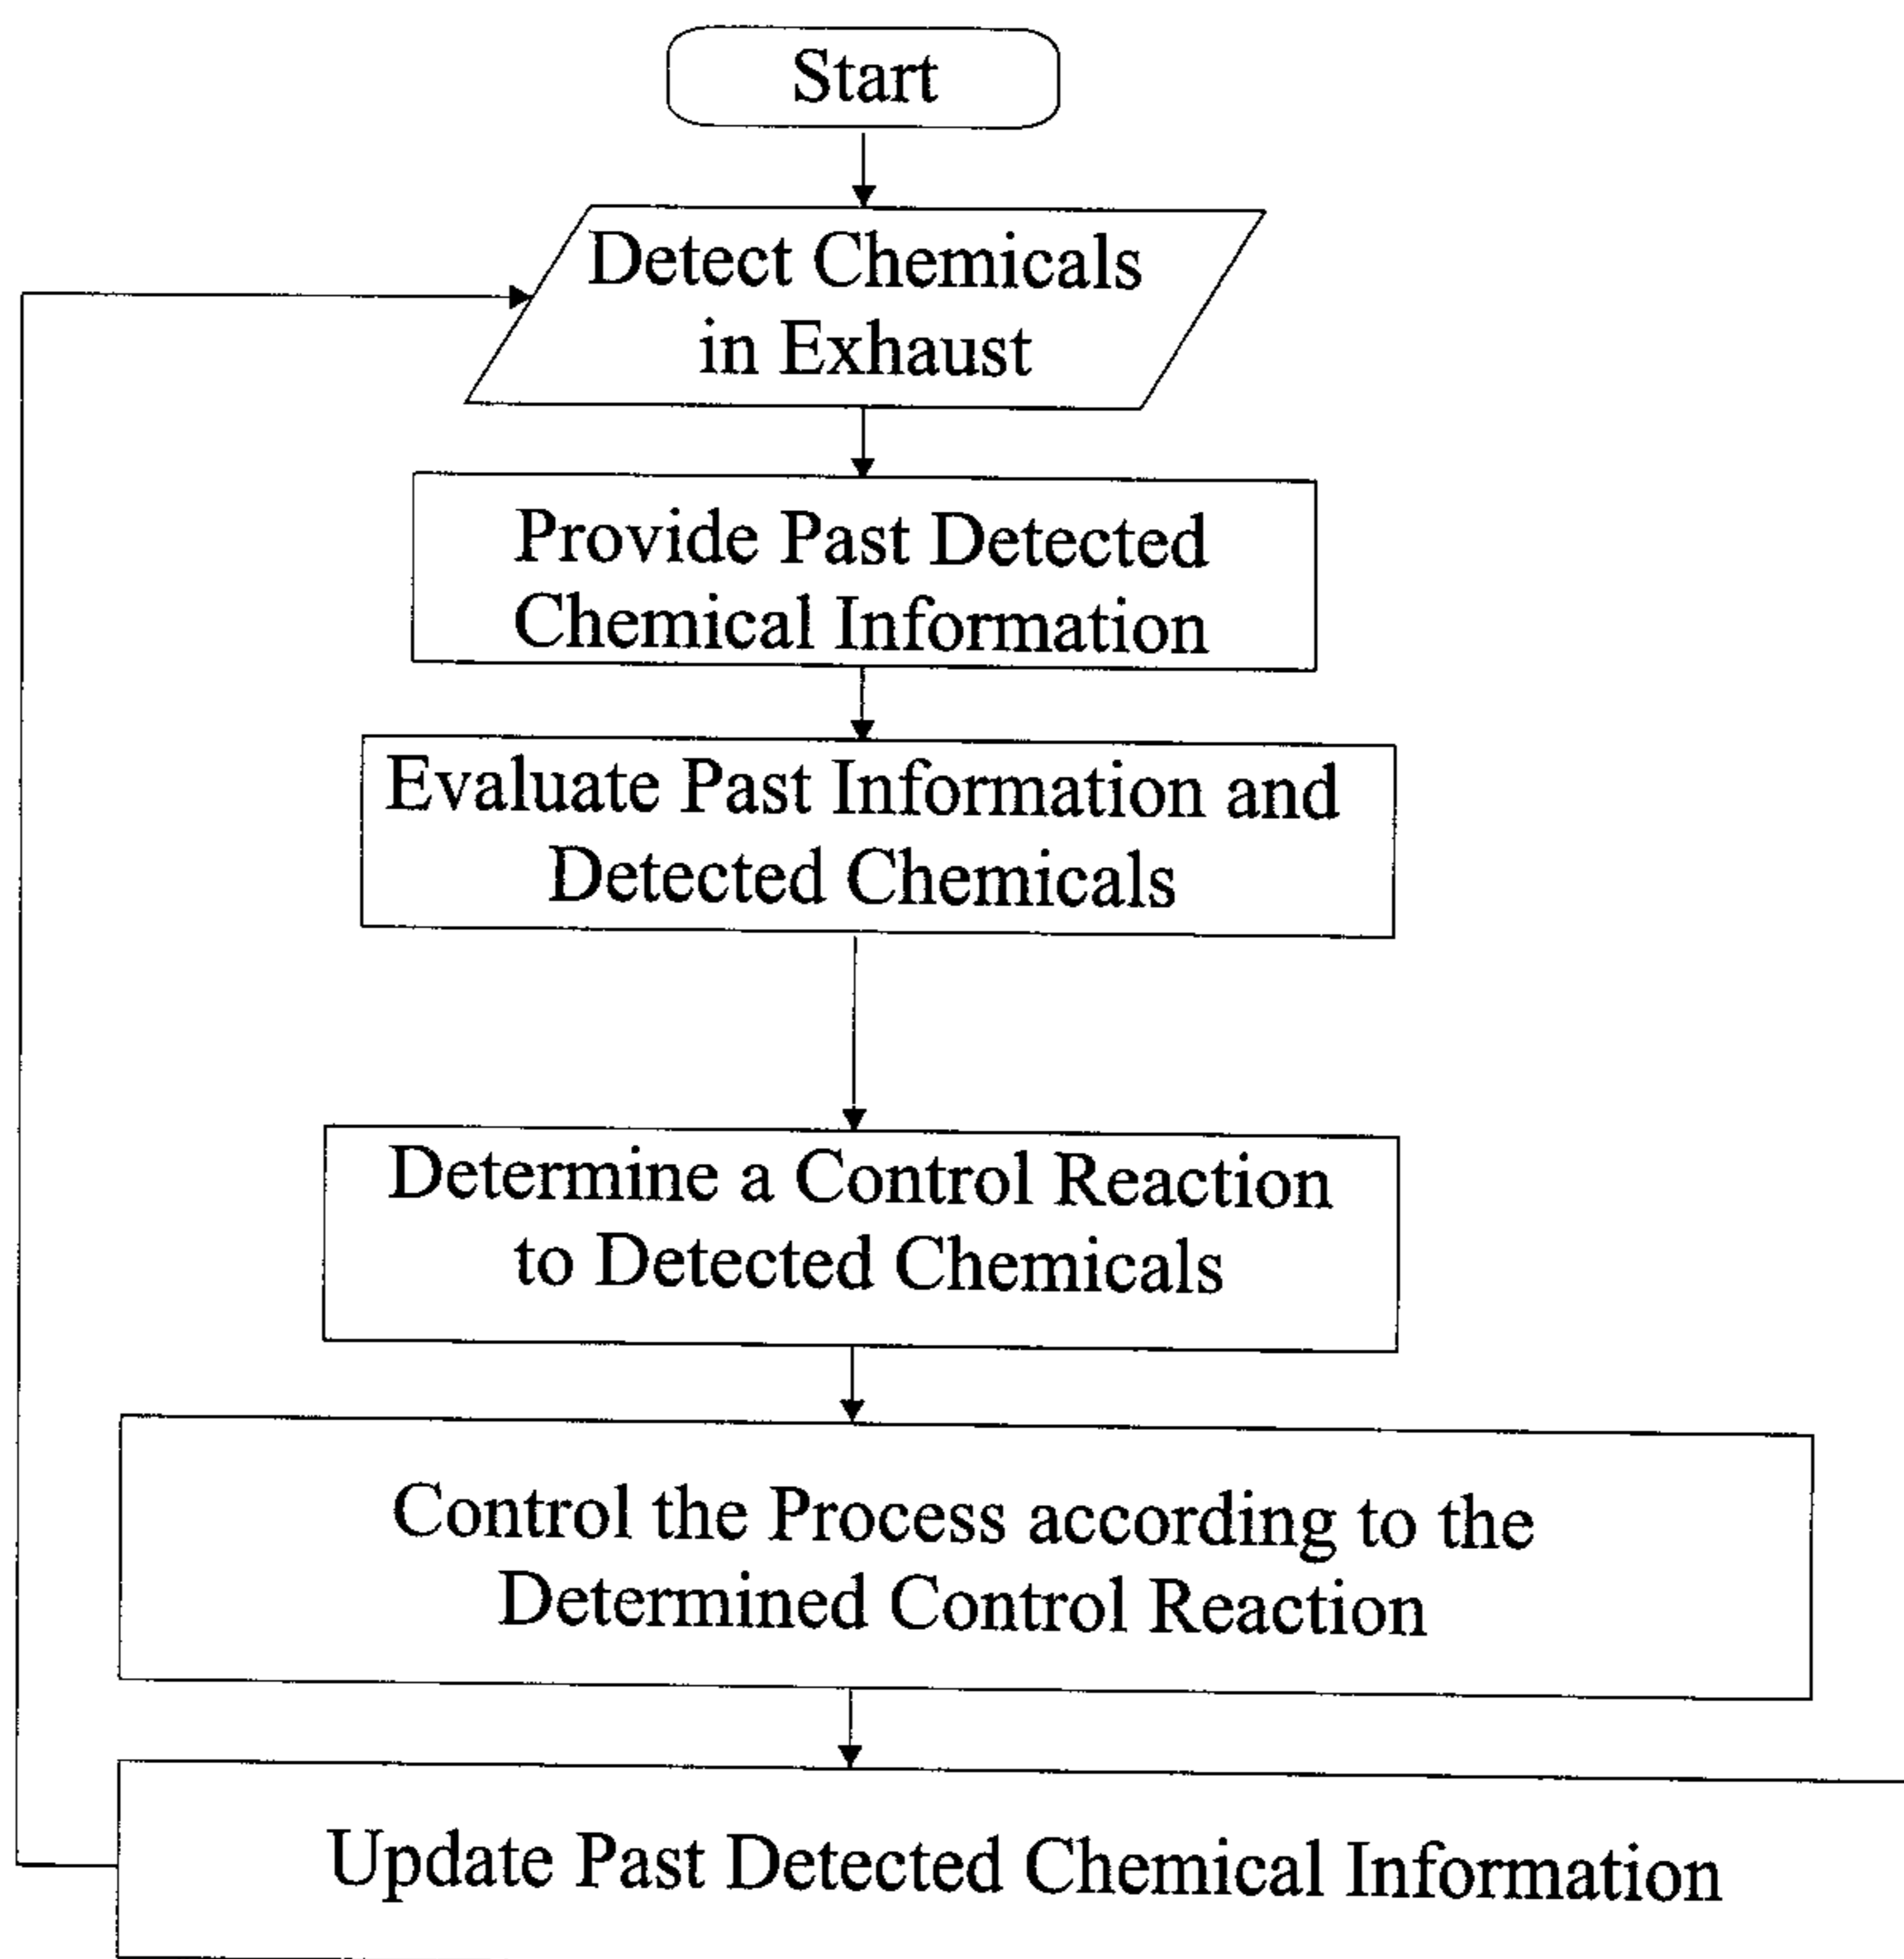 Start
Detect Chemicals
in Exhaust
Provide Past Detected
Chemical Information
Evaluate Past Information and
Detected Chemicals
Determine a Control Reaction
to Detected Chemicals
Control the Process according to the
Determined Control Reaction
Update Past Detected Chemical Information